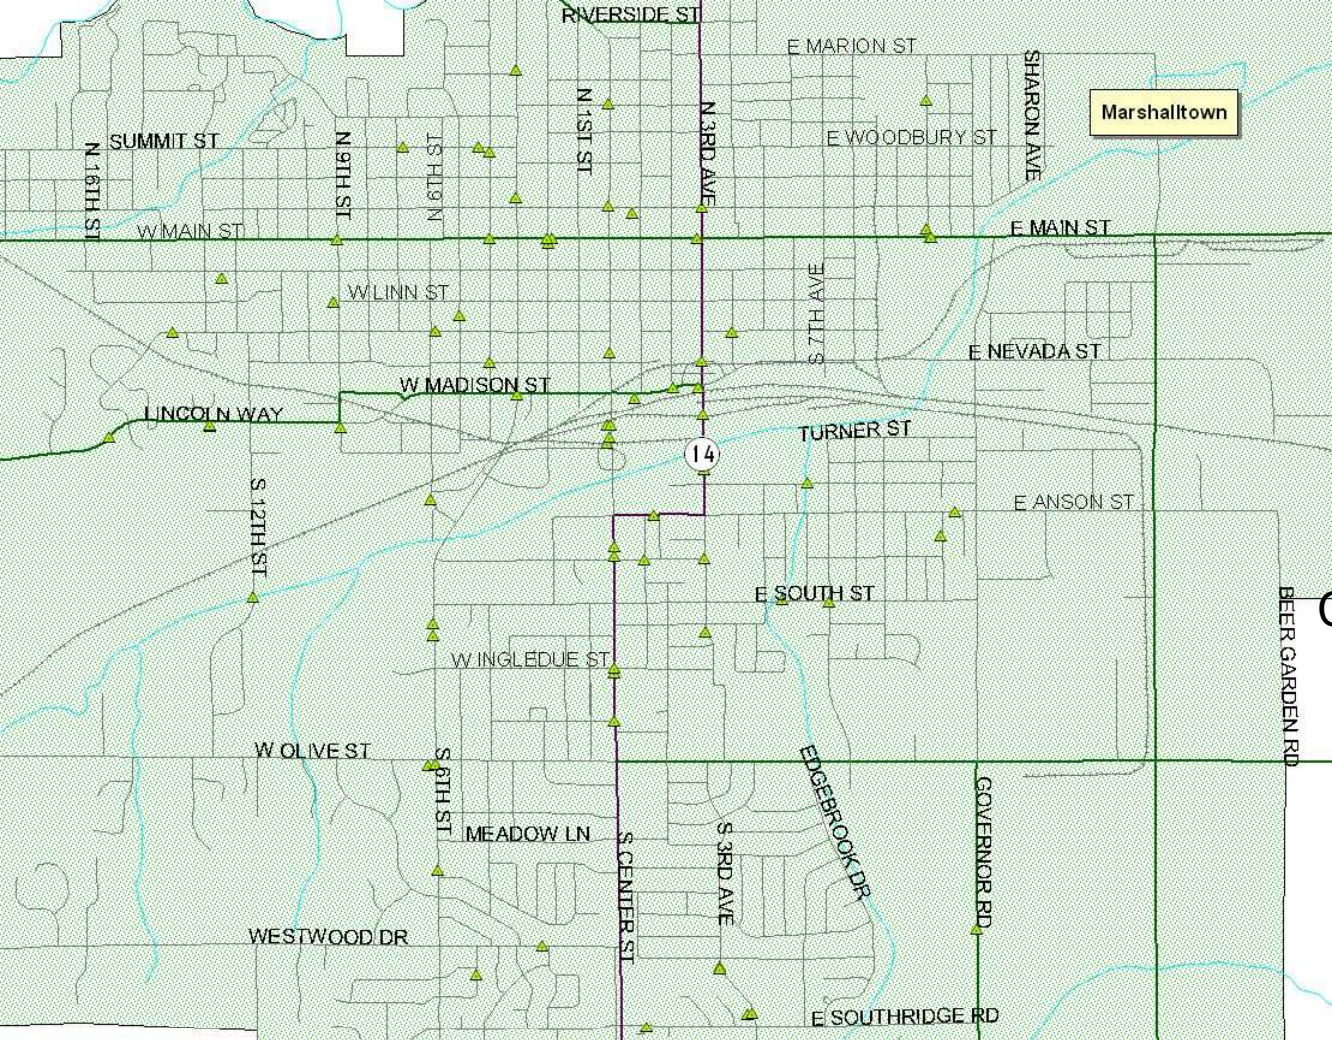 RIVERSIDE ST
E MARION ST
SHARON AVE
N 1ST ST
N 3RD AVE
Marshalltown
SUMMIT ST
N 16TH ST
N 9TH ST
N 6TH ST
E WOODBURY ST
W MAIN ST
E MAIN ST
W LINN ST
S 7TH AVE
E NEVADA ST
W MADISON ST
LINCOLN WAY
TURNER ST
14
S 12TH ST
E ANSON ST
E SOUTH ST
BEER GARDEN RD
W INGLEDUE ST
W OLIVE ST
S 6TH ST
EDGEBROOK DR
GOVERNOR RD
MEADOW LN
S CENTER ST
S 3RD AVE
WESTWOOD DR
E SOUTHRIDGE RD